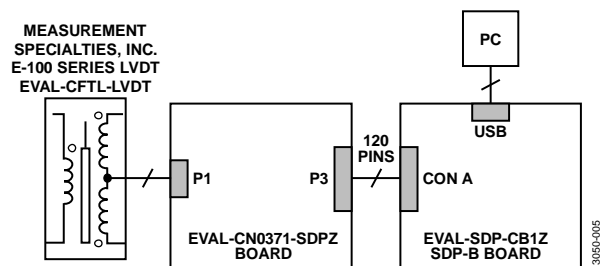 MEASUREMENT
SPECIALTIES, INC.
E-100 SERIES LVDT
EVAL-CFTL-LVDT
PC
USB
120
PINS
P1
P3
CON A
EVAL-CN0371-SDPZ
BOARD
EVAL-SDP-CB1Z
SDP-B BOARD
3050-005